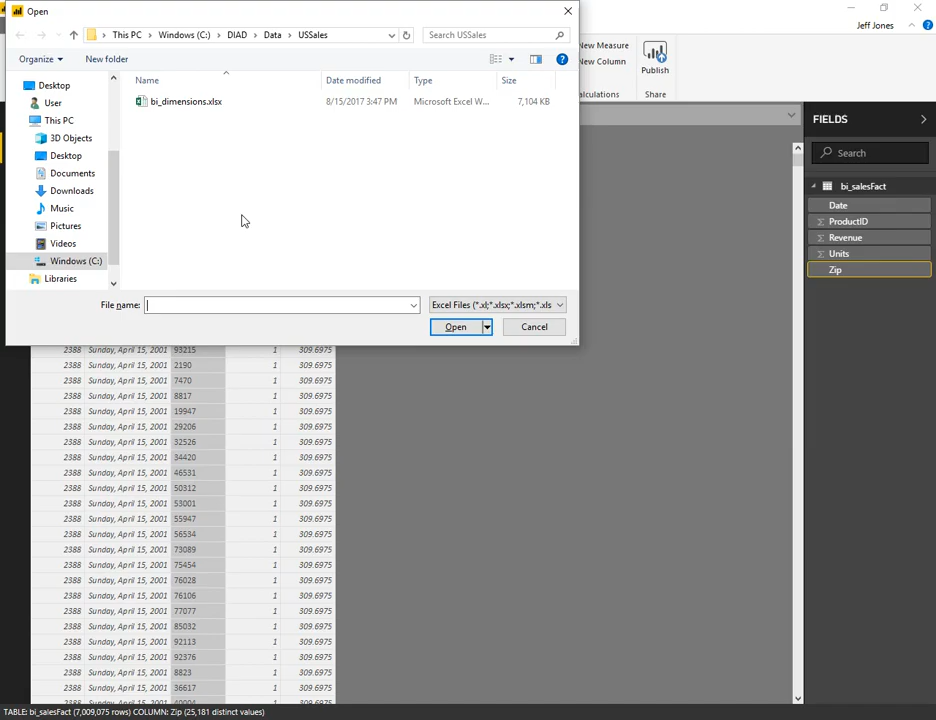 Open
This PC > Windows (C:) > DIAD > Data > USSales
Search USSales
Organize
New folder
Desktop
User
This PC
3D Objects
Desktop
Documents
Downloads
Music
Pictures
Videos
Windows (C:)
Libraries
Name Date modified Type Size
bi_dimensions.xlsx 8/15/2017 3:47 PM Microsoft Excel W... 7,104 KB
File name:
Excel Files (*.xl;*.xlsx;*.xlsm;*.xls
Open
Cancel
Jeff Jones
New Measure
New Column
Publish
alculations
Share
FIELDS
Search
bi_salesFact
Date
ProductID
Revenue
Units
Zip
2388 Sunday, April 15, 2001 93215 1 309.6975
2388 Sunday, April 15, 2001 2190 1 309.6975
2388 Sunday, April 15, 2001 7470 1 309.6975
2388 Sunday, April 15, 2001 8817 1 309.6975
2388 Sunday, April 15, 2001 19947 1 309.6975
2388 Sunday, April 15, 2001 29206 1 309.6975
2388 Sunday, April 15, 2001 32526 1 309.6975
2388 Sunday, April 15, 2001 34420 1 309.6975
2388 Sunday, April 15, 2001 46531 1 309.6975
2388 Sunday, April 15, 2001 50312 1 309.6975
2388 Sunday, April 15, 2001 53001 1 309.6975
2388 Sunday, April 15, 2001 55947 1 309.6975
2388 Sunday, April 15, 2001 56534 1 309.6975
2388 Sunday, April 15, 2001 73089 1 309.6975
2388 Sunday, April 15, 2001 75454 1 309.6975
2388 Sunday, April 15, 2001 76028 1 309.6975
2388 Sunday, April 15, 2001 76106 1 309.6975
2388 Sunday, April 15, 2001 77077 1 309.6975
2388 Sunday, April 15, 2001 85032 1 309.6975
2388 Sunday, April 15, 2001 92113 1 309.6975
2388 Sunday, April 15, 2001 92376 1 309.6975
2388 Sunday, April 15, 2001 8823 1 309.6975
2388 Sunday, April 15, 2001 36617 1 309.6975
TABLE: bi_salesFact (7,009,075 rows) COLUMN: Zip (25,181 distinct values)